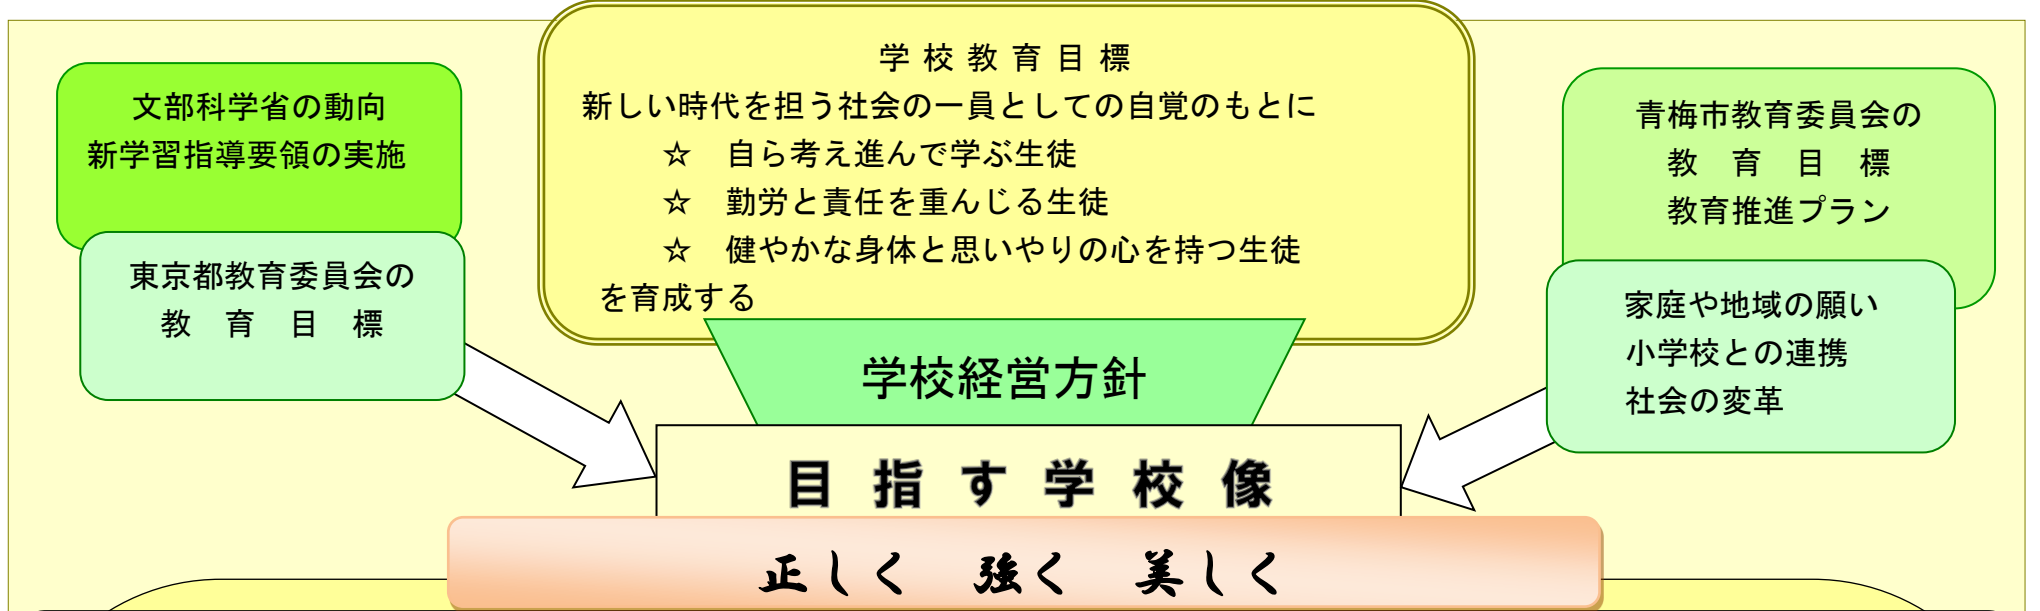 学校教育目標
新しい時代を担う社会の一員としての自覚のもとに
☆　自ら考え進んで学ぶ生徒
☆　勤労と責任を重んじる生徒
☆　健やかな身体と思いやりの心を持つ生徒
を育成する
文部科学省の動向
新学習指導要領の実施
東京都教育委員会の
教　育　目　標
青梅市教育委員会の
教　育　目　標
教育推進プラン
家庭や地域の願い
小学校との連携
社会の変革
学校経営方針
目指す学校像
正しく　強く　美しく